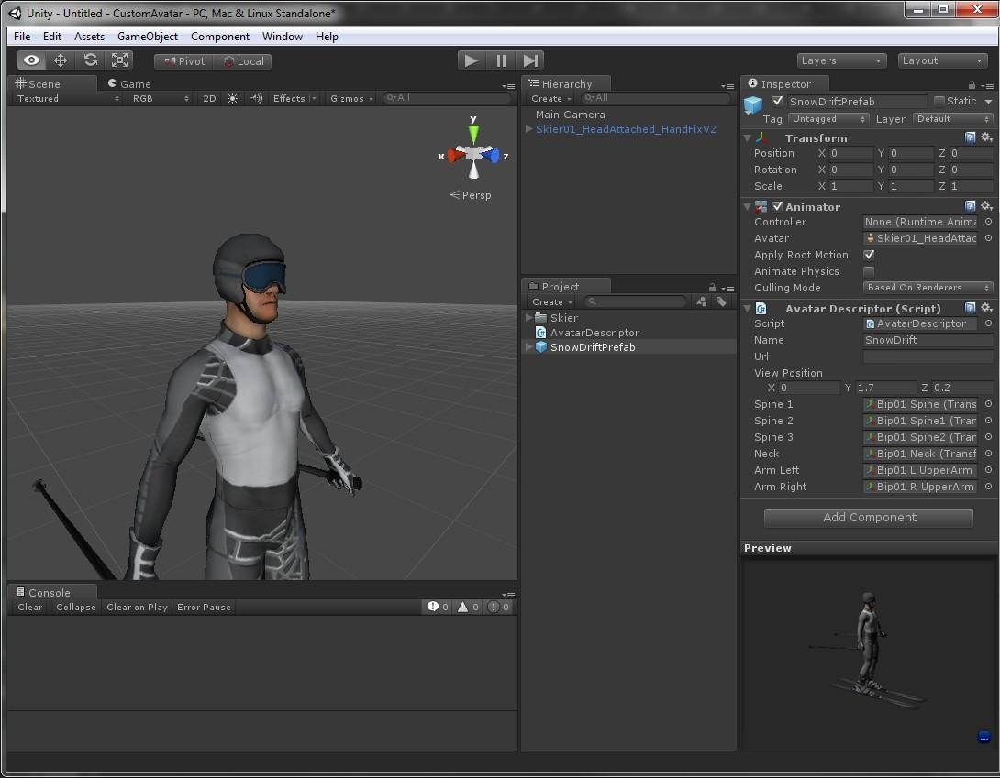 Unity - Untitled - CustomAvatar - PC, Mac & Linux Standalone*
File Edit Assets GameObject Component Window Help
Pivot Local Layers Layout
Scene Game
Textured RGB 2D Effects Gizmos All
y
x z
Persp
Hierarchy
Create All
Main Camera
Skier01_HeadAttached_HandFixV2
Project
Create
Skier
AvatarDescriptor
SnowDriftPrefab
Console
Clear Collapse Clear on Play Error Pause 0 0 0
Inspector
SnowDriftPrefab Static
Tag Untagged Layer Default
Transform
Position X 0 Y 0 Z 0
Rotation X 0 Y 0 Z 0
Scale X 1 Y 1 Z 1
Animator
Controller None (Runtime Anima
Avatar Skier01_HeadAttac
Apply Root Motion
Animate Physics
Culling Mode Based On Renderers
Avatar Descriptor (Script)
Script AvatarDescriptor
Name SnowDrift
Url
View Position
X 0 Y 1.7 Z 0.2
Spine 1 Bip01 Spine (Trans
Spine 2 Bip01 Spine1 (Tran
Spine 3 Bip01 Spine2 (Tran
Neck Bip01 Neck (Transf
Arm Left Bip01 L UpperArm
Arm Right Bip01 R UpperArm
Add Component
Preview